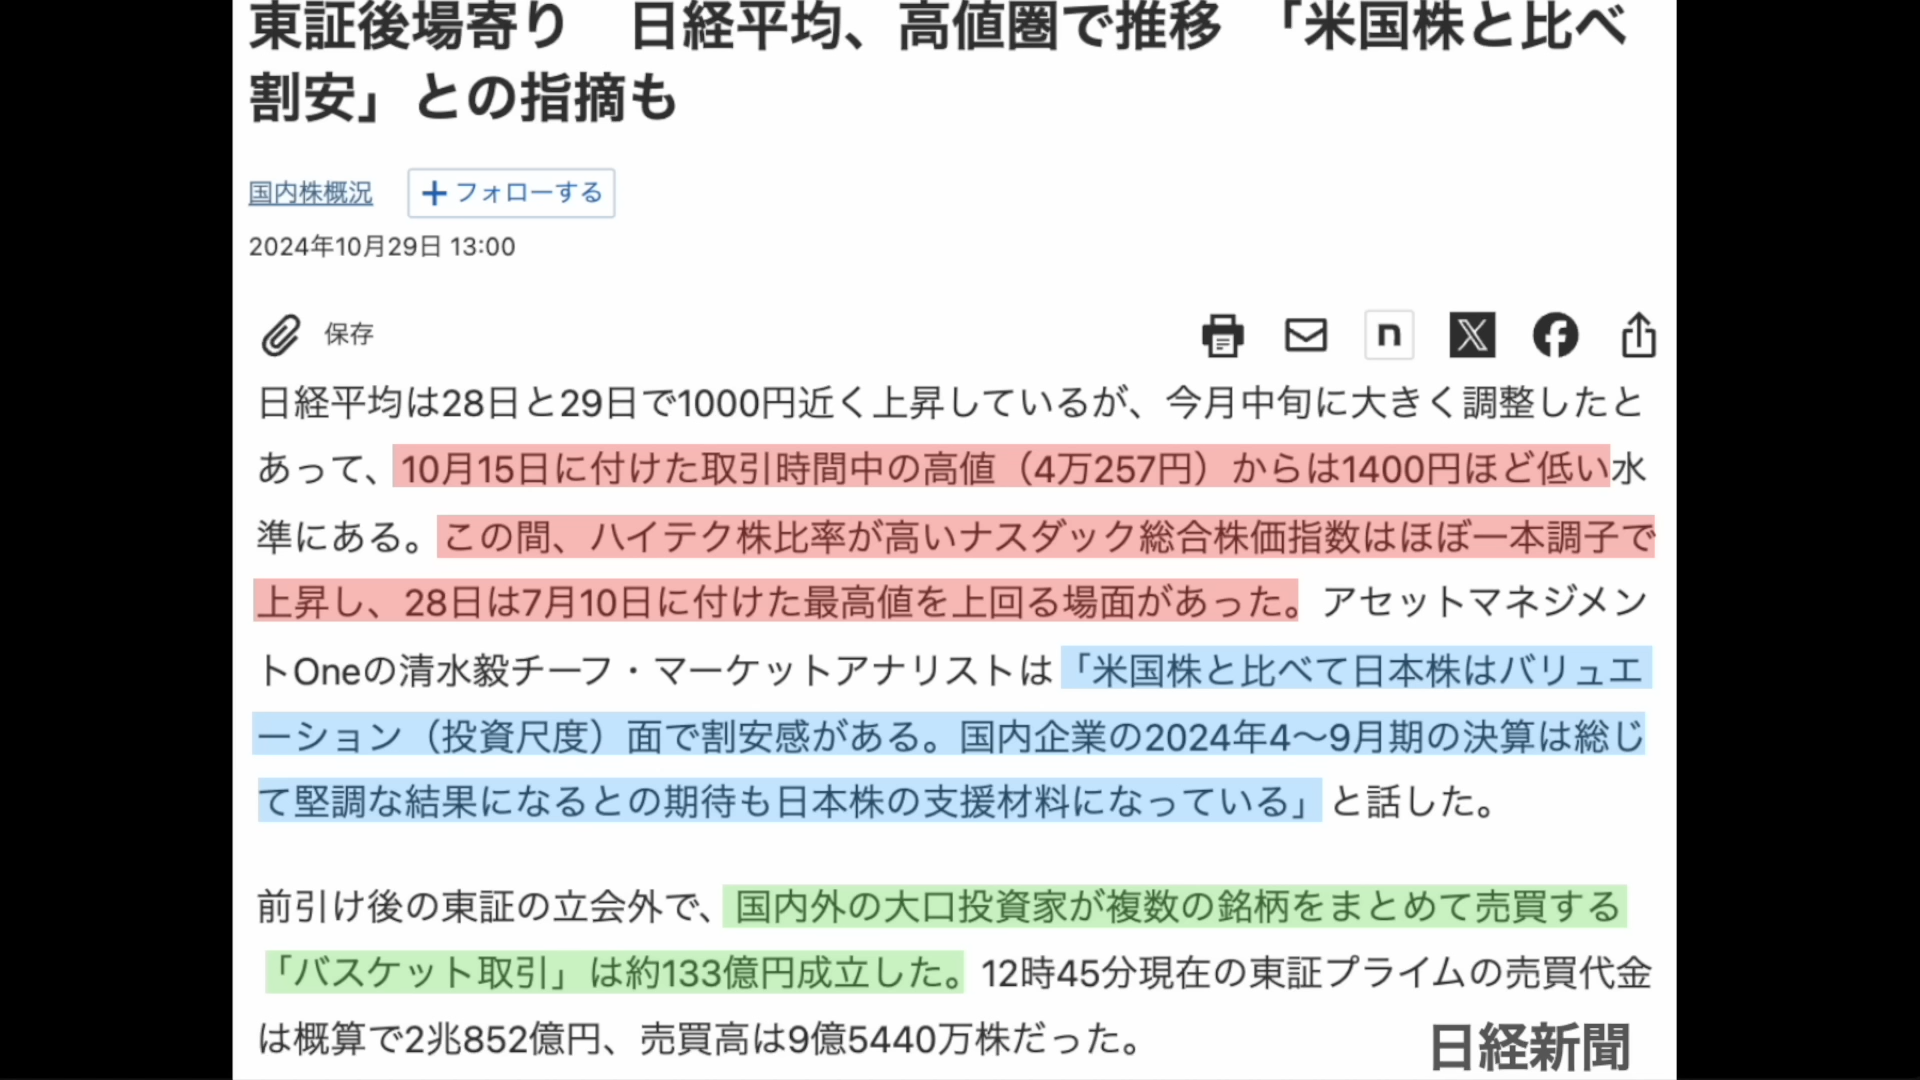 東証後場寄り　日経平均、高値圏で推移　「米国株と比べ
割安」との指摘も
国内株概況
フォローする
2024年10月29日 13:00
保存
n
日経平均は28日と29日で1000円近く上昇しているが、今月中旬に大きく調整したと
あって、10月15日に付けた取引時間中の高値（4万257円）からは1400円ほど低い水
準にある。この間、ハイテク株比率が高いナスダック総合株価指数はほぼ一本調子で
上昇し、28日は7月10日に付けた最高値を上回る場面があった。アセットマネジメン
トOneの清水毅チーフ・マーケットアナリストは「米国株と比べて日本株はバリュエ
ーション（投資尺度）面で割安感がある。国内企業の2024年4～9月期の決算は総じ
て堅調な結果になるとの期待も日本株の支援材料になっている」と話した。
前引け後の東証の立会外で、国内外の大口投資家が複数の銘柄をまとめて売買する
「バスケット取引」は約133億円成立した。12時45分現在の東証プライムの売買代金
は概算で2兆852億円、売買高は9億5440万株だった。
日経新聞